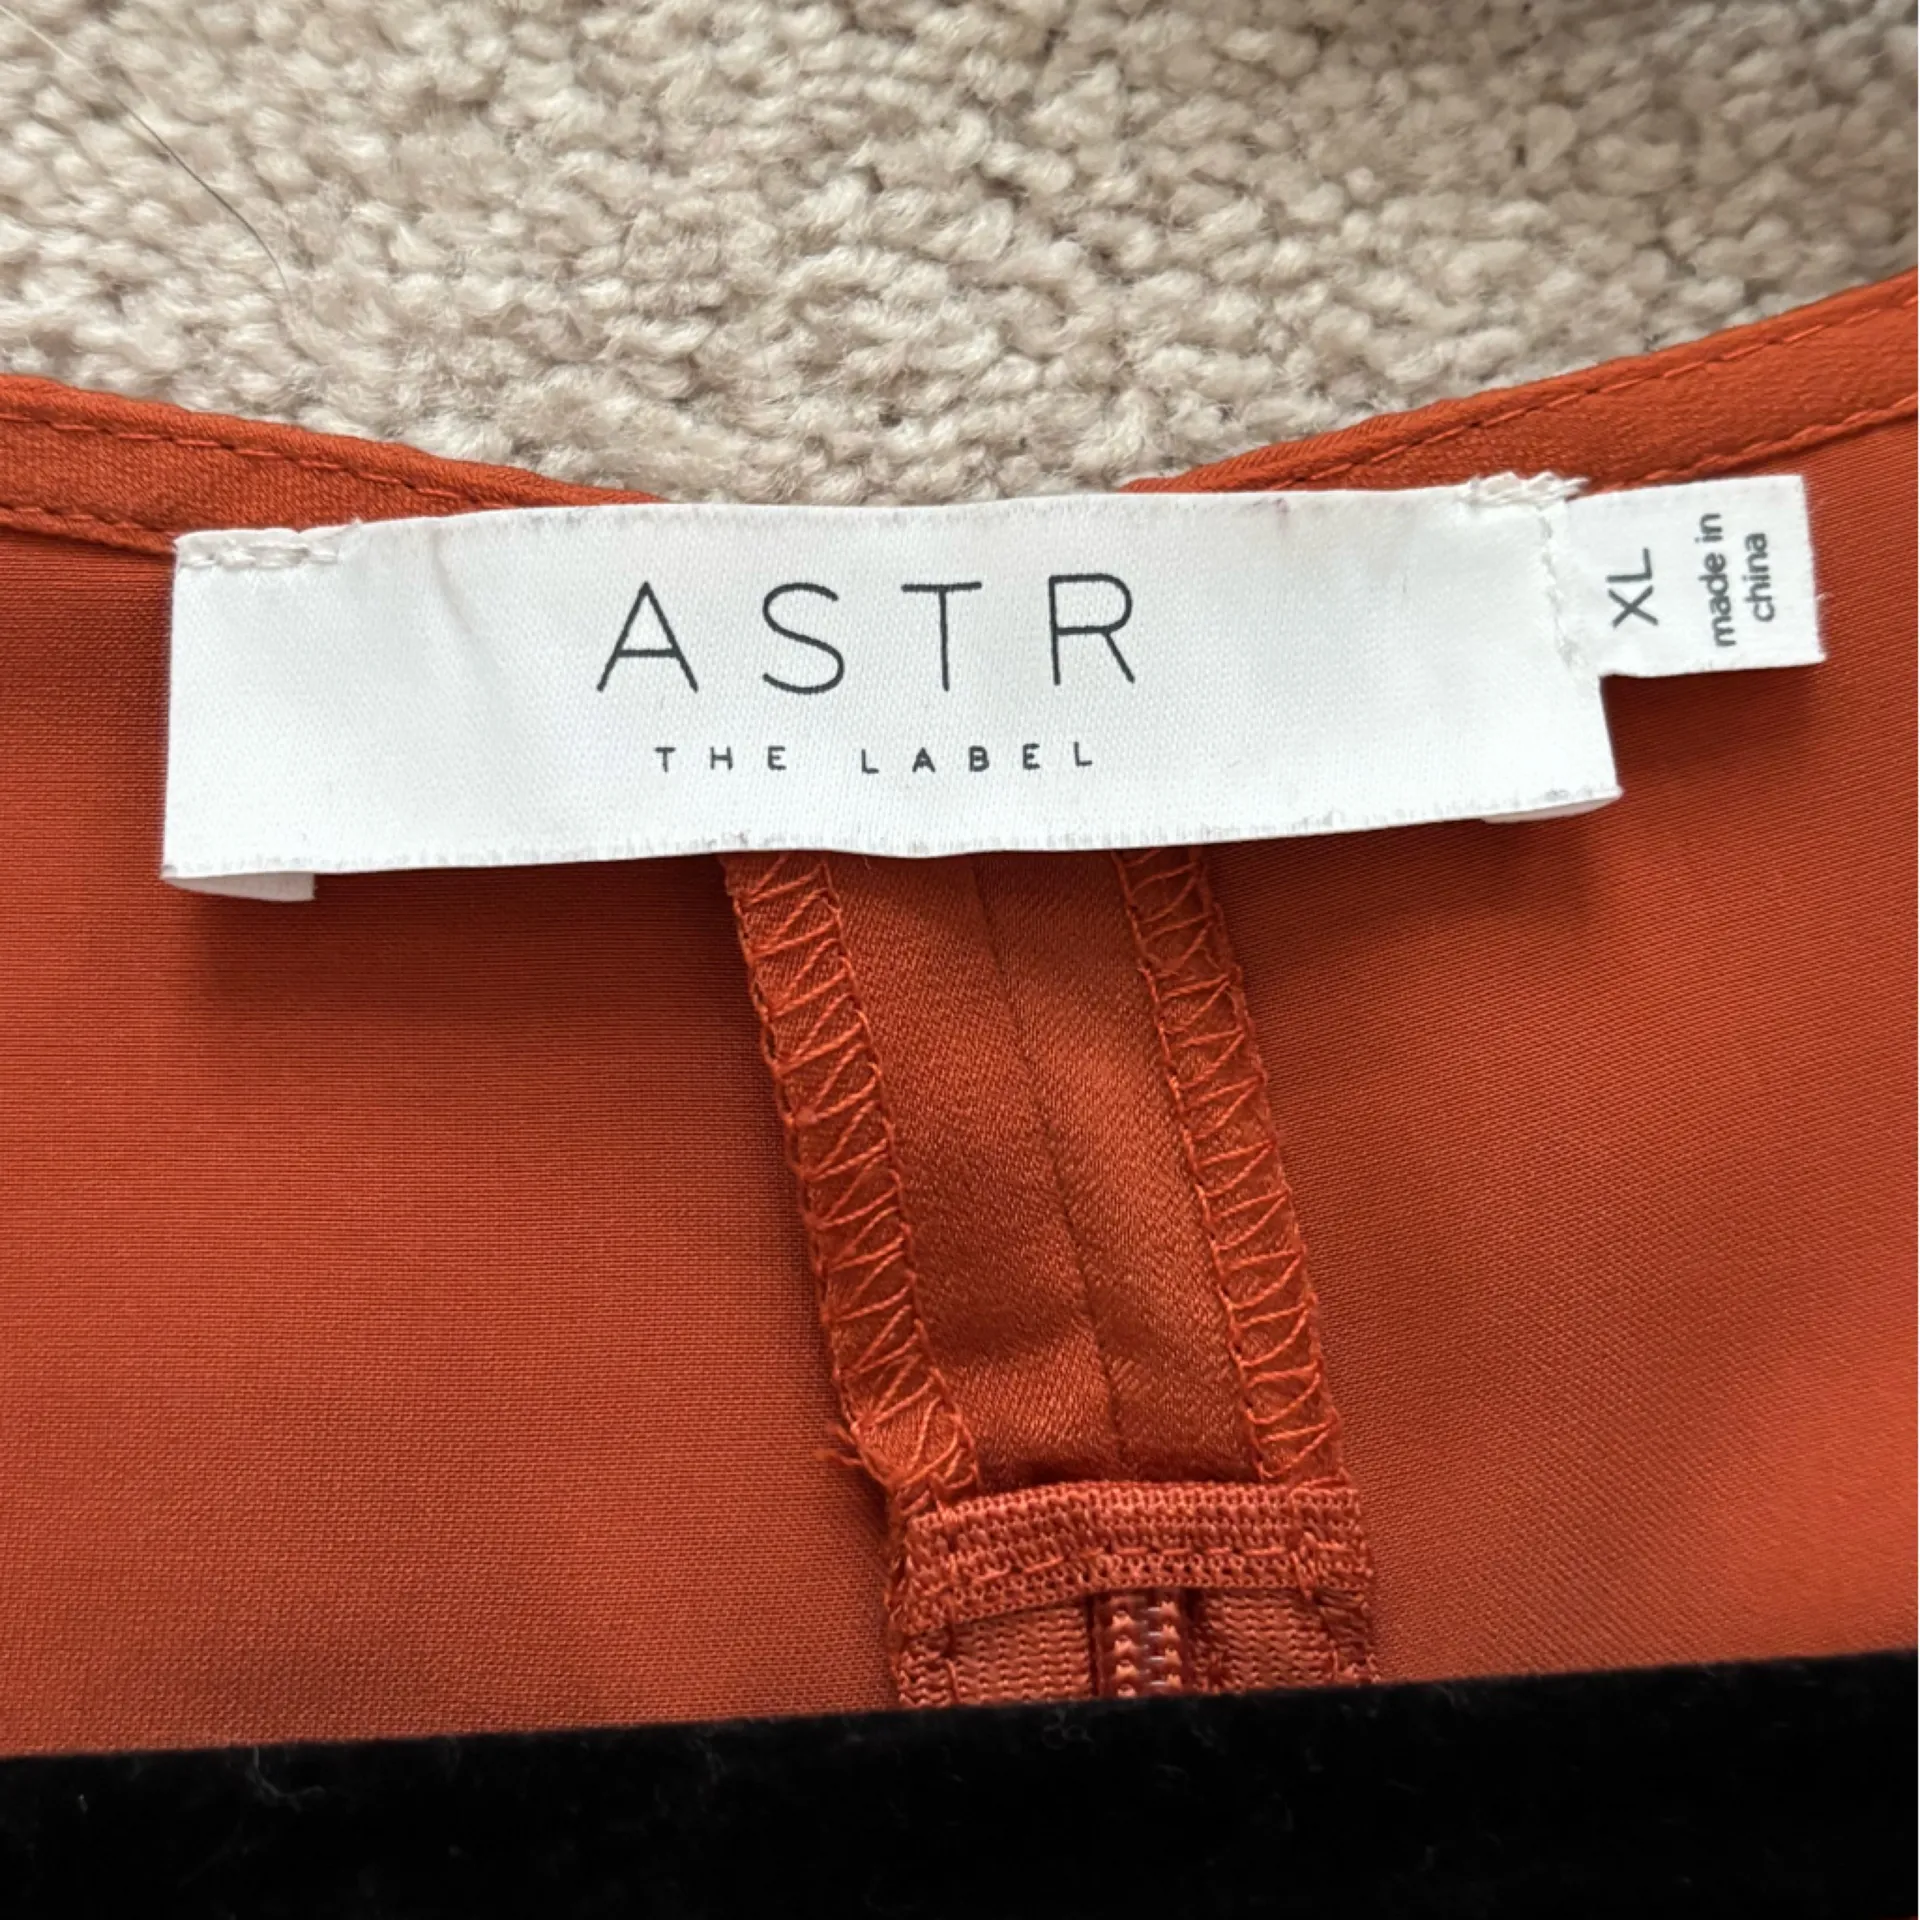 ASTR
THE LABEL
XL
made in
china